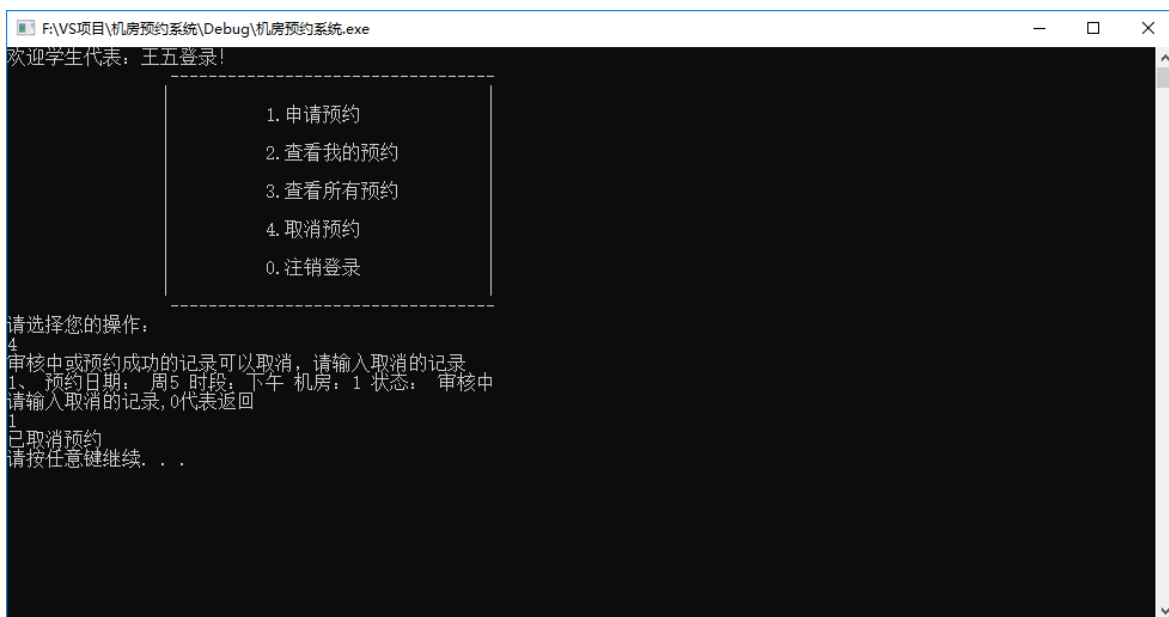 F:\VS项目\机房预约系统\Debug\机房预约系统.exe
欢迎学生代表：王五登录!
----------------------------------
1.申请预约
2.查看我的预约
3.查看所有预约
4.取消预约
0.注销登录
----------------------------------
请选择您的操作：
4
审核中或预约成功的记录可以取消，请输入取消的记录
1、 预约日期： 周5 时段：下午 机房：1 状态： 审核中
请输入取消的记录,0代表返回
1
已取消预约
请按任意键继续. . .